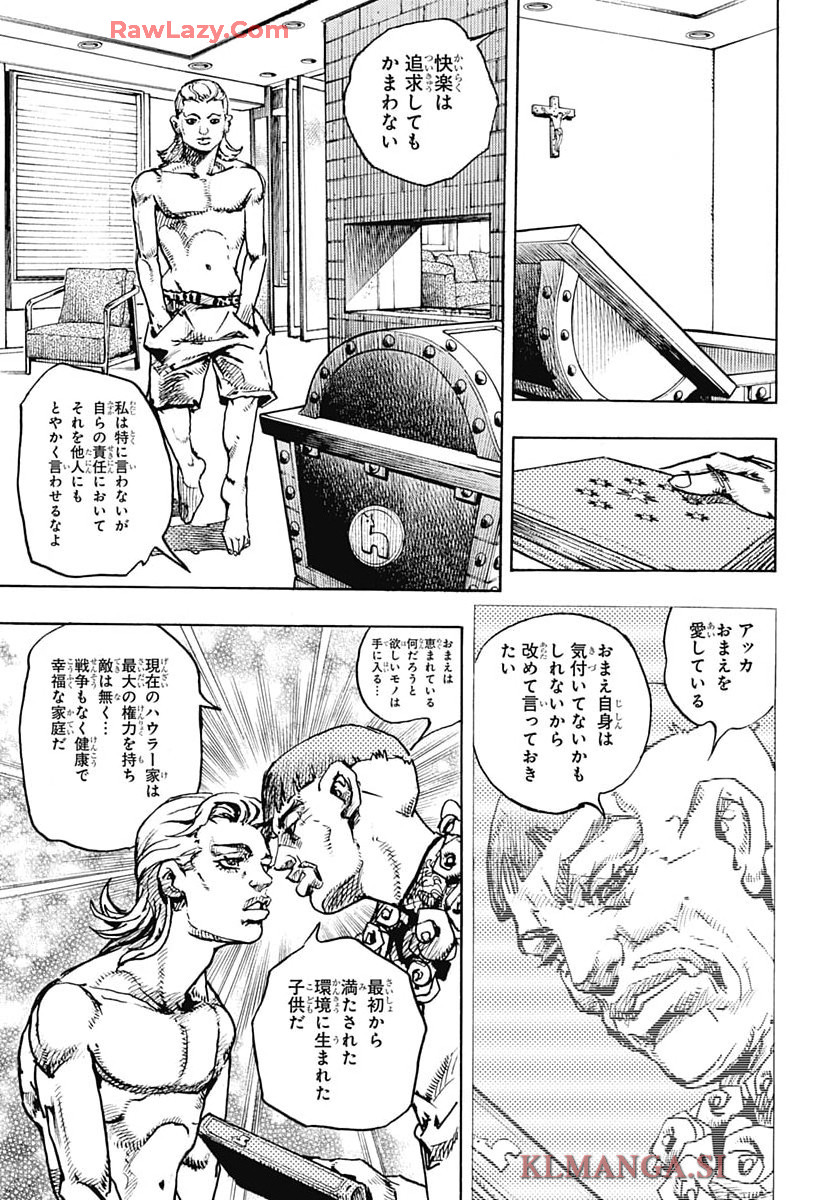 RawLazy.Com
快楽は
追求しても
かまわない
私は特に言わないが
自らの責任において
それを他人にも
とやかく言わせるなよ
h
アッカ
おまえを
愛している
おまえ自身は
気付いてないかも
しれないから
改めて言っておき
たい
おまえは
恵まれている
何だろうと
欲しいモノは
手に入る…
現在のハウラー家は
最大の権力を持ち
敵は無く…
戦争もなく健康で
幸福な家庭だ
最初から
満たされた
環境に生まれた
子供だ
KLMANGA.SI